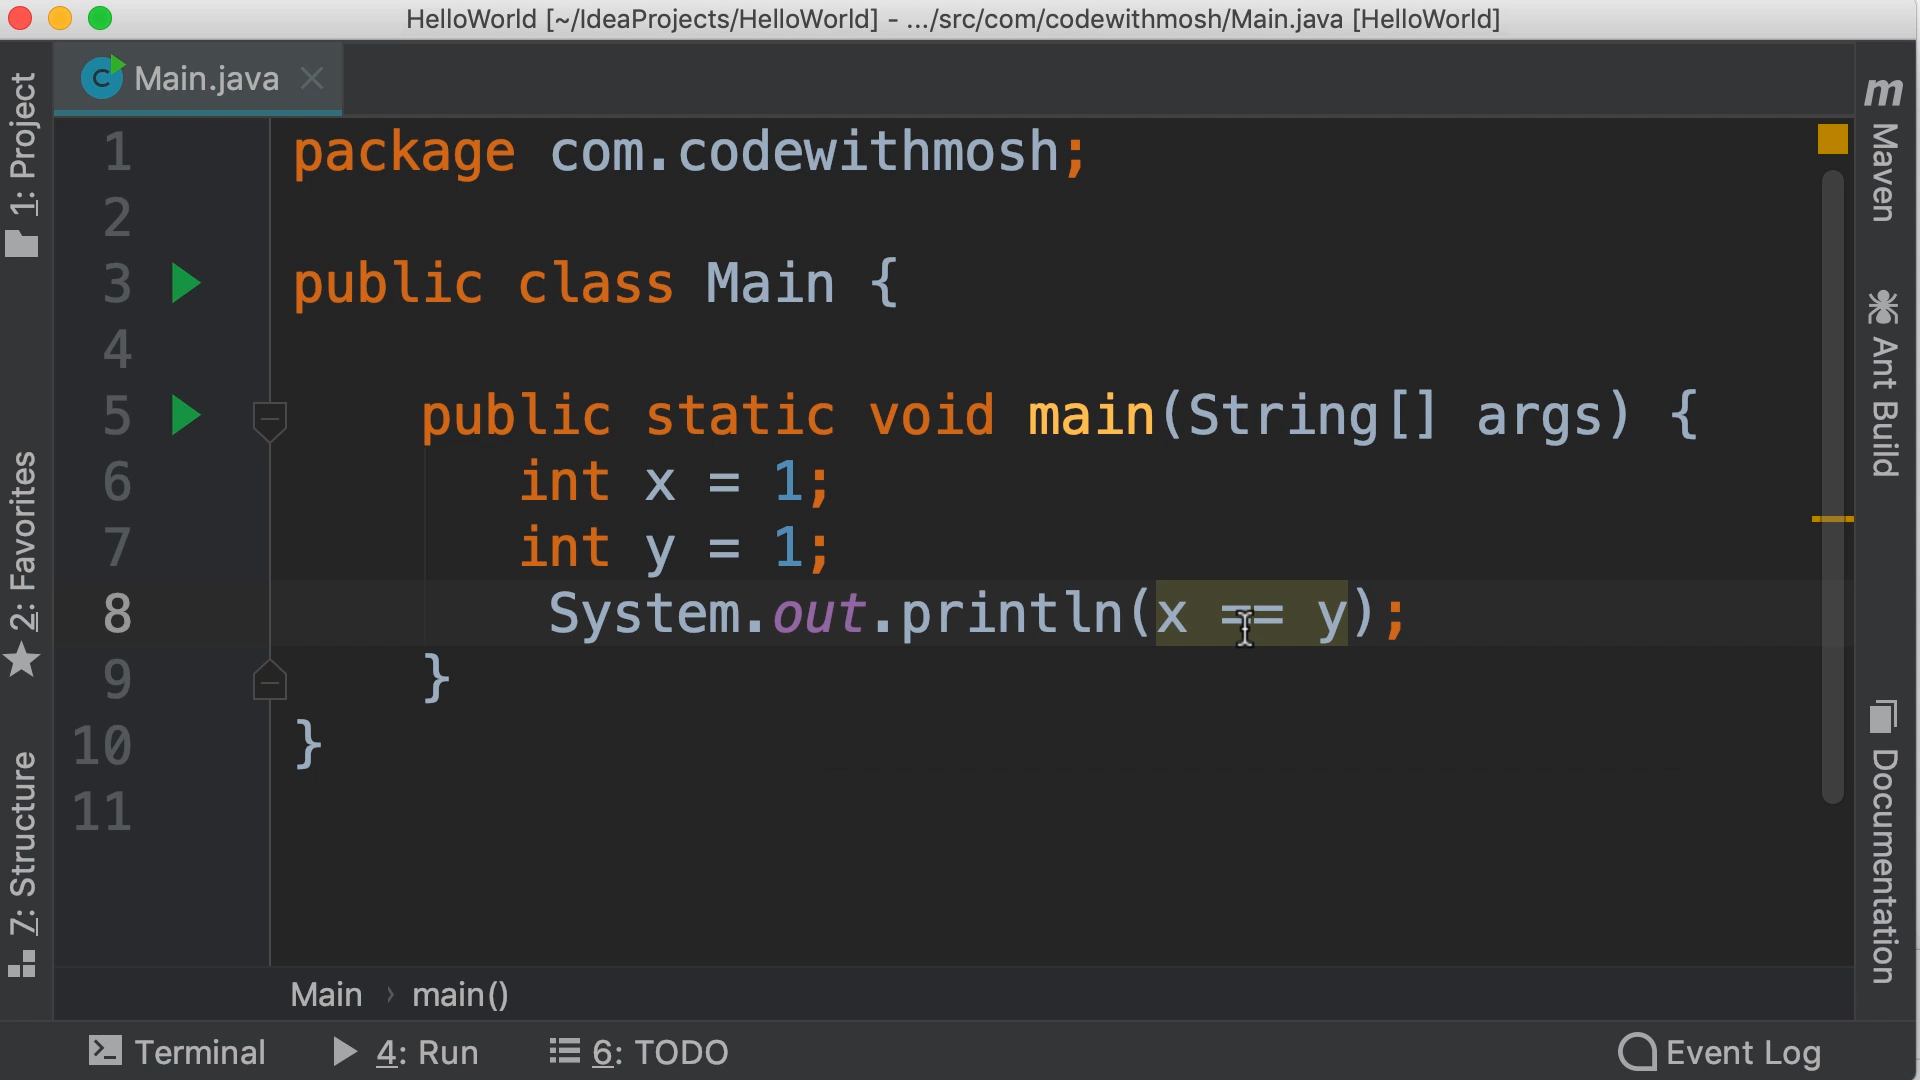 HelloWorld [~/IdeaProjects/HelloWorld] - .../src/com/codewithmosh/Main.java [HelloWorld]
Main.java
1 package com.codewithmosh;
2
3 public class Main {
4
5 public static void main(String[] args) {
6 int x = 1;
7 int y = 1;
8 System.out.println(x == y);
9 }
10 }
11
1: Project
2: Favorites
7: Structure
m Maven
Ant Build
Documentation
Main › main()
Terminal 4: Run 6: TODO Event Log